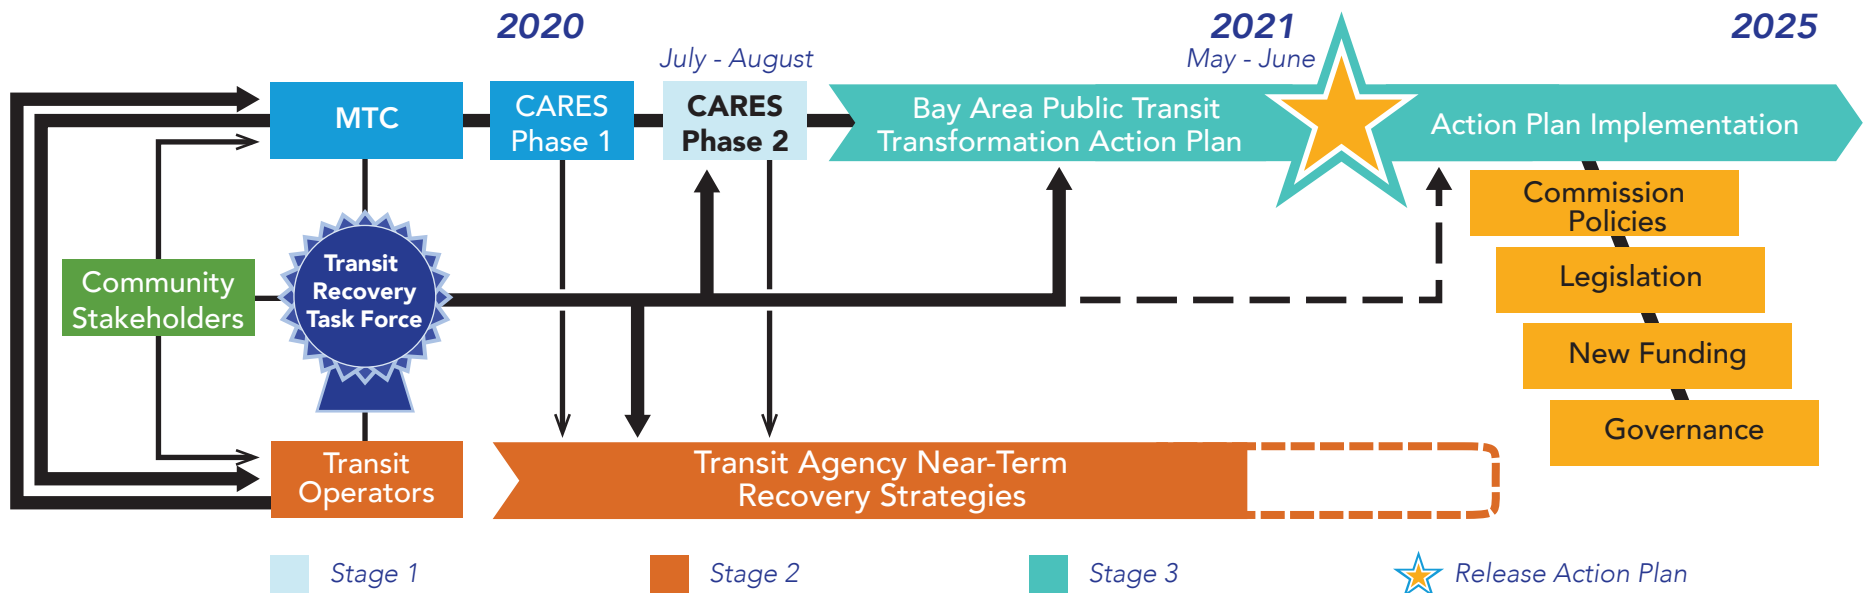 2020
2021
2025
July - August
May - June
MTC
CARES
Phase 1
CARES
Phase 2
Bay Area Public Transit
Transformation Action Plan
Action Plan Implementation
Commission
Policies
Legislation
New Funding
Governance
Community
Stakeholders
Transit
Recovery
Task Force
Transit
Operators
Transit Agency Near-Term
Recovery Strategies
Stage 1
Stage 2
Stage 3
Release Action Plan